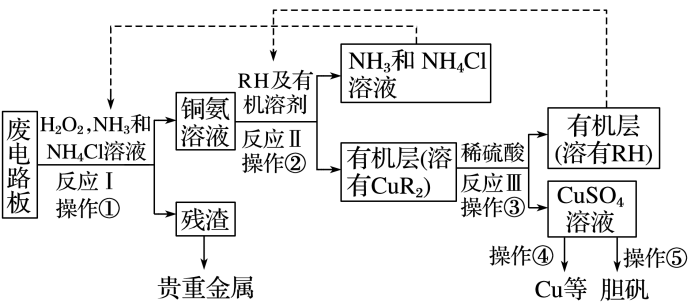 废电路板
H₂O₂,NH₃和
NH₄Cl溶液
反应Ⅰ
操作①
铜氨
溶液
残渣
贵重金属
RH及有
机溶剂
反应Ⅱ
操作②
NH₃和 NH₄Cl
溶液
有机层(溶
有CuR₂)
稀硫酸
反应Ⅲ
操作③
有机层
(溶有RH)
CuSO₄
溶液
操作④
操作⑤
Cu等
胆矾